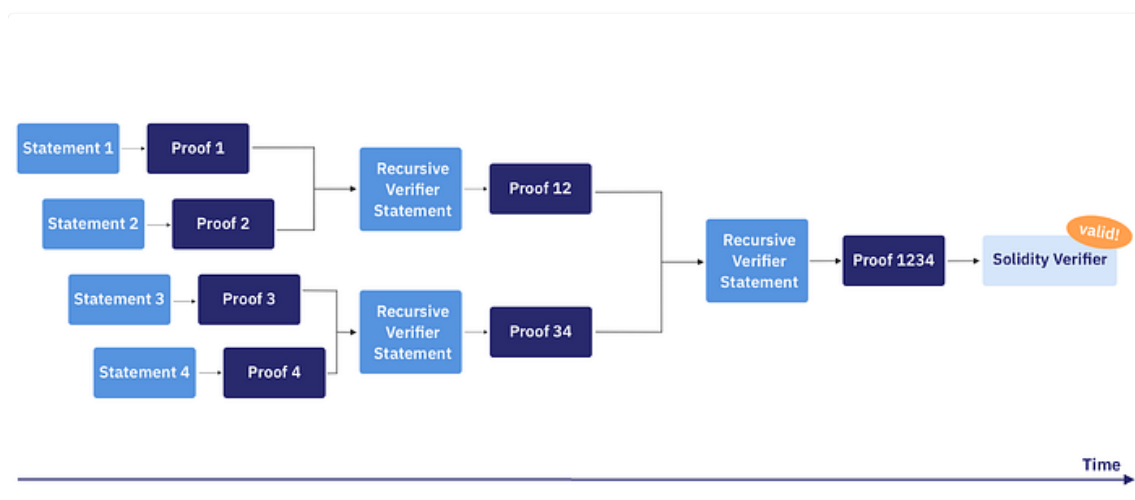 Statement 1
Proof 1
Statement 2
Proof 2
Statement 3
Proof 3
Statement 4
Proof 4
Recursive
Verifier
Statement
Proof 12
Recursive
Verifier
Statement
Proof 34
Recursive
Verifier
Statement
Proof 1234
valid!
Solidity Verifier
Time